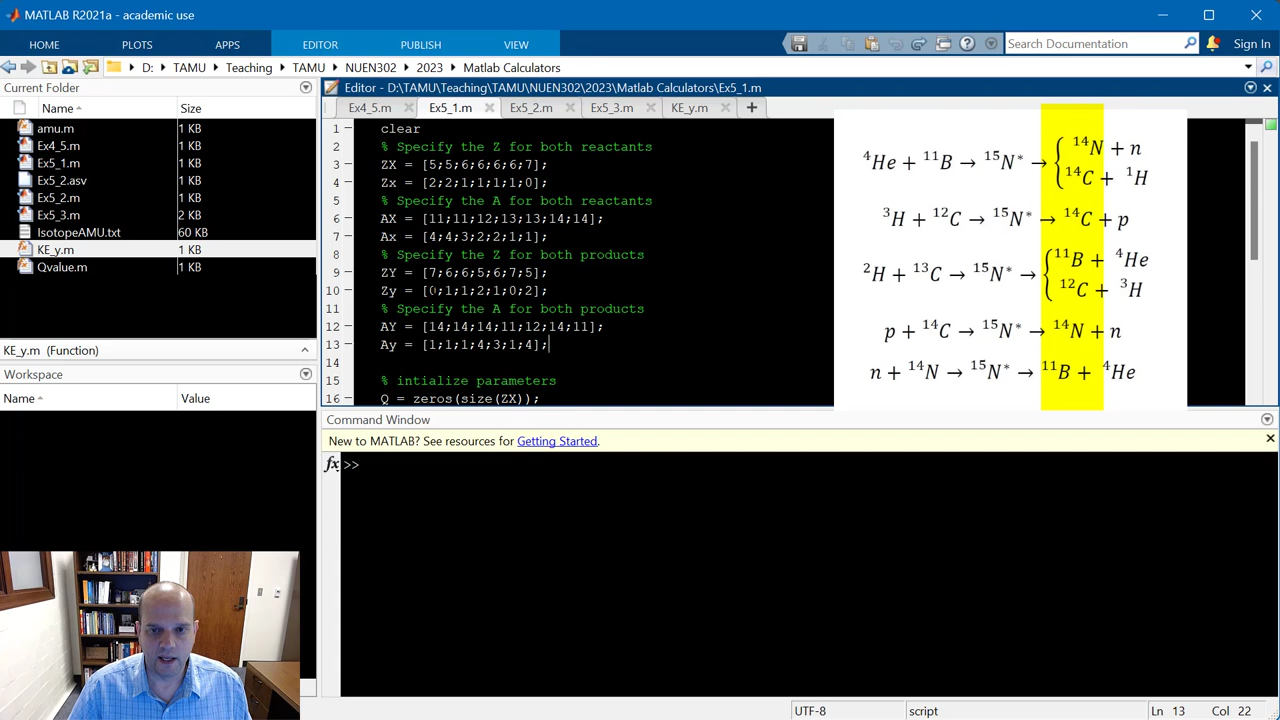 MATLAB R2021a - academic use
HOME PLOTS APPS EDITOR PUBLISH VIEW Search Documentation Sign In
D: ▸ TAMU ▸ Teaching ▸ TAMU ▸ NUEN302 ▸ 2023 ▸ Matlab Calculators
Current Folder
Name Size
amu.m 1 KB
Ex4_5.m 1 KB
Ex5_1.m 1 KB
Ex5_2.asv 1 KB
Ex5_2.m 1 KB
Ex5_3.m 2 KB
IsotopeAMU.txt 60 KB
KE_y.m 1 KB
Qvalue.m 1 KB
KE_y.m (Function)
Workspace
Name Value
Editor - D:\TAMU\Teaching\TAMU\NUEN302\2023\Matlab Calculators\Ex5_1.m
Ex4_5.m Ex5_1.m Ex5_2.m Ex5_3.m KE_y.m
1 clear
2 % Specify the Z for both reactants
3 ZX = [5;5;6;6;6;6;7];
4 Zx = [2;2;1;1;1;1;0];
5 % Specify the A for both reactants
6 AX = [11;11;12;13;13;14;14];
7 Ax = [4;4;3;2;2;1;1];
8 % Specify the Z for both products
9 ZY = [7;6;6;5;6;7;5];
10 Zy = [0;1;1;2;1;0;2];
11 % Specify the A for both products
12 AY = [14;14;14;11;12;14;11];
13 Ay = [1;1;1;4;3;1;4];
14
15 % intialize parameters
16 Q = zeros(size(ZX));
⁴He + ¹¹B → ¹⁵N* → { ¹⁴N + n
¹⁴C + ¹H
³H + ¹²C → ¹⁵N* → ¹⁴C + p
²H + ¹³C → ¹⁵N* → { ¹¹B + ⁴He
¹²C + ³H
p + ¹⁴C → ¹⁵N* → ¹⁴N + n
n + ¹⁴N → ¹⁵N* → ¹¹B + ⁴He
Command Window
New to MATLAB? See resources for Getting Started.
fx >>
UTF-8 script Ln 13 Col 22